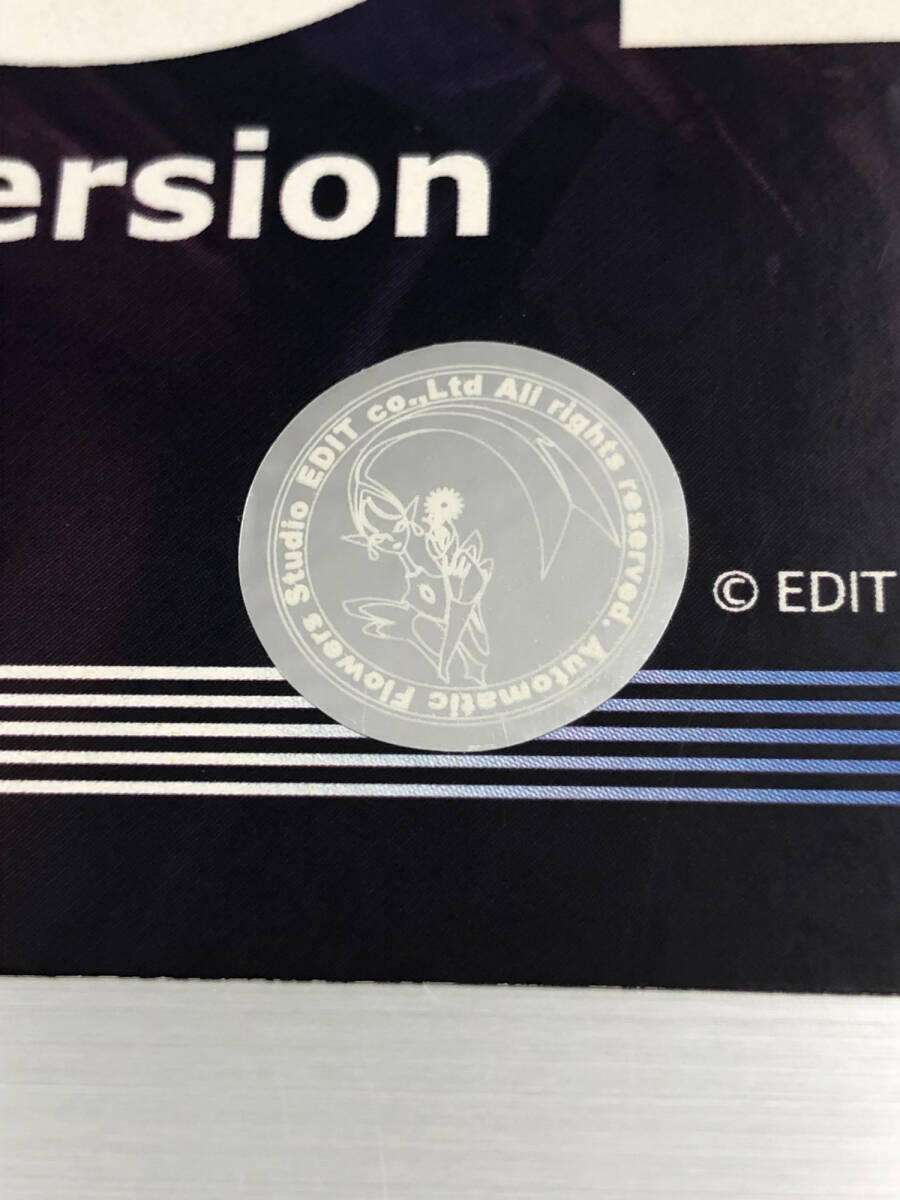 ersion
Automatic Flowers Studio EDIT co.,Ltd All rights reserved.
© EDIT